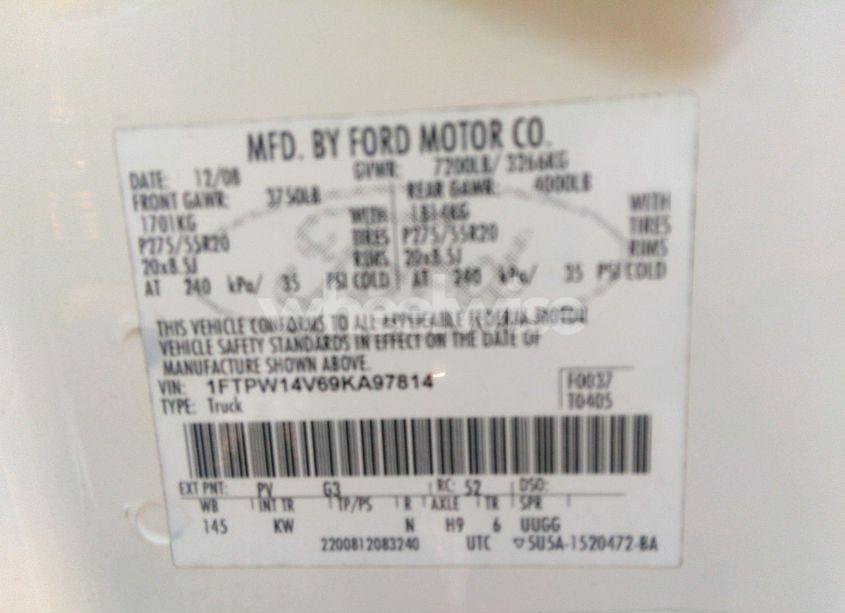 MFD. BY FORD MOTOR CO.
DATE: 12/08 GVWR: 7200LB/ 3266KG
FRONT GAWR: 3750LB REAR GAWR: 4000LB
1701KG WITH 1814KG WITH
P275/55R20 TIRES P275/55R20 TIRES
20x8.5J RIMS 20x8.5J RIMS
AT 240 kPa/ 35 PSI COLD AT 240 kPa/ 35 PSI COLD
wheelwise
THIS VEHICLE CONFORMS TO ALL APPLICABLE FEDERAL MOTOR
VEHICLE SAFETY STANDARDS IN EFFECT ON THE DATE OF
MANUFACTURE SHOWN ABOVE.
VIN: 1FTPW14V69KA97814 F0037
TYPE: Truck T0405
EXT PNT: PV G3 RC: 52 DSO:
WB INT TR TP/PS R AXLE TR SPR
145 KW N H9 6 UUGG
2200812083240 UTC ▽5U5A-1520472-BA